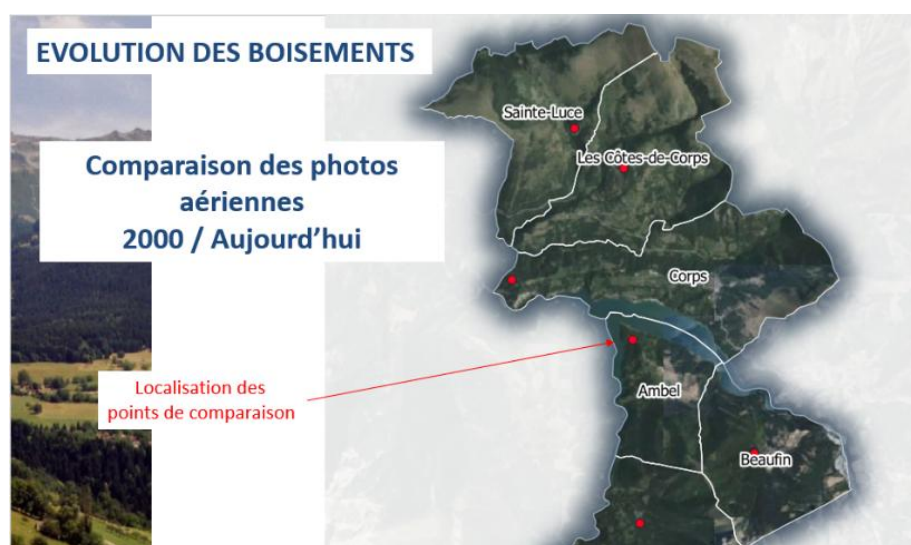 EVOLUTION DES BOISEMENTS
Comparaison des photos
aériennes
2000 / Aujourd’hui
Localisation des
points de comparaison
Sainte-Luce
Les Côtes-de-Corps
Corps
Ambel
Beaufin